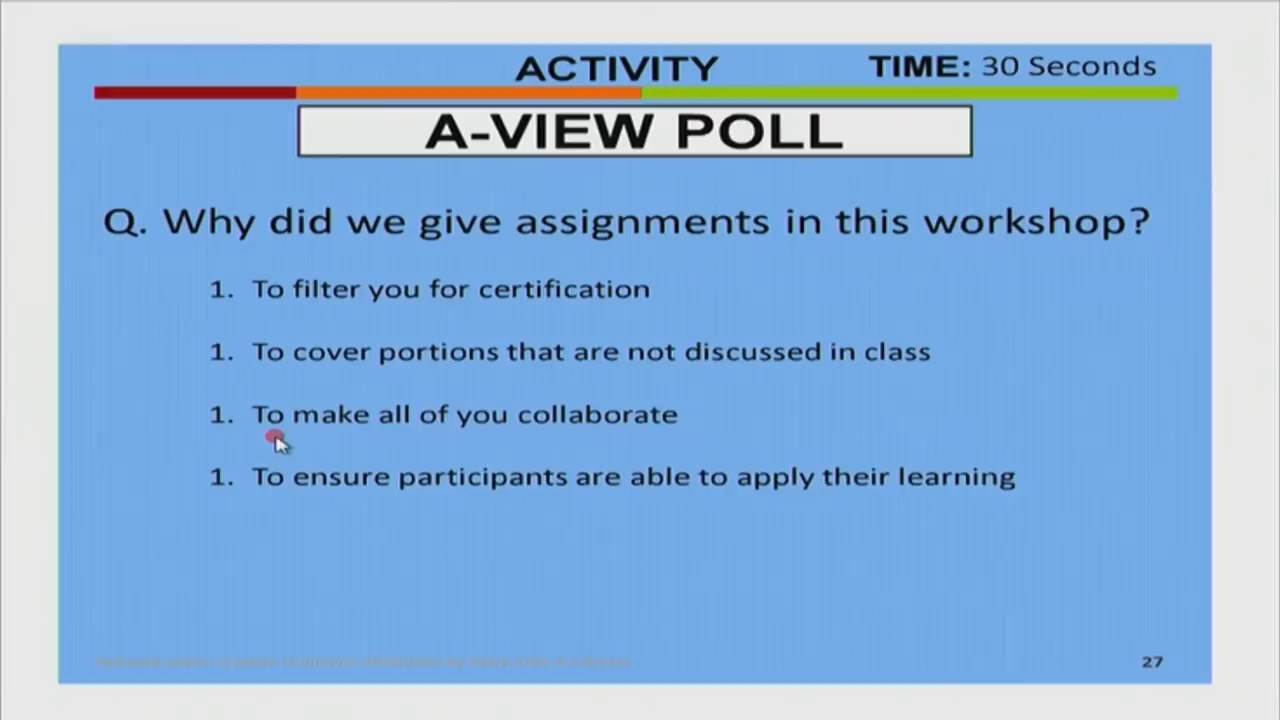 ACTIVITY
TIME: 30 Seconds
A-VIEW POLL
Q. Why did we give assignments in this workshop?
1. To filter you for certification
1. To cover portions that are not discussed in class
1. To make all of you collaborate
1. To ensure participants are able to apply their learning
27